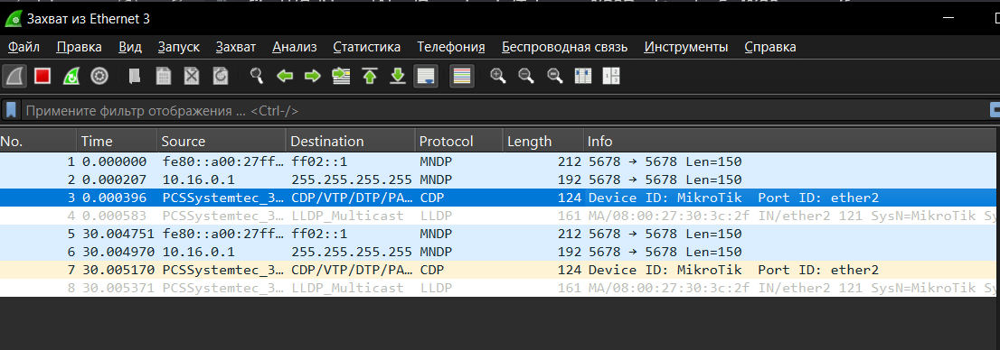 Захват из Ethernet 3
Файл Правка Вид Запуск Захват Анализ Статистика Телефония Беспроводная связь Инструменты Справка
Примените фильтр отображения ... <Ctrl-/>
No. Time Source Destination Protocol Length Info
1 0.000000 fe80::a00:27ff… ff02::1 MNDP 212 5678 → 5678 Len=150
2 0.000207 10.16.0.1 255.255.255.255 MNDP 192 5678 → 5678 Len=150
3 0.000396 PCSSystemtec_3… CDP/VTP/DTP/PA… CDP 124 Device ID: MikroTik Port ID: ether2
4 0.000583 PCSSystemtec_3… LLDP_Multicast LLDP 161 MA/08:00:27:30:3c:2f IN/ether2 121 SysN=MikroTik Sy
5 30.004751 fe80::a00:27ff… ff02::1 MNDP 212 5678 → 5678 Len=150
6 30.004970 10.16.0.1 255.255.255.255 MNDP 192 5678 → 5678 Len=150
7 30.005170 PCSSystemtec_3… CDP/VTP/DTP/PA… CDP 124 Device ID: MikroTik Port ID: ether2
8 30.005371 PCSSystemtec_3… LLDP_Multicast LLDP 161 MA/08:00:27:30:3c:2f IN/ether2 121 SysN=MikroTik Sy